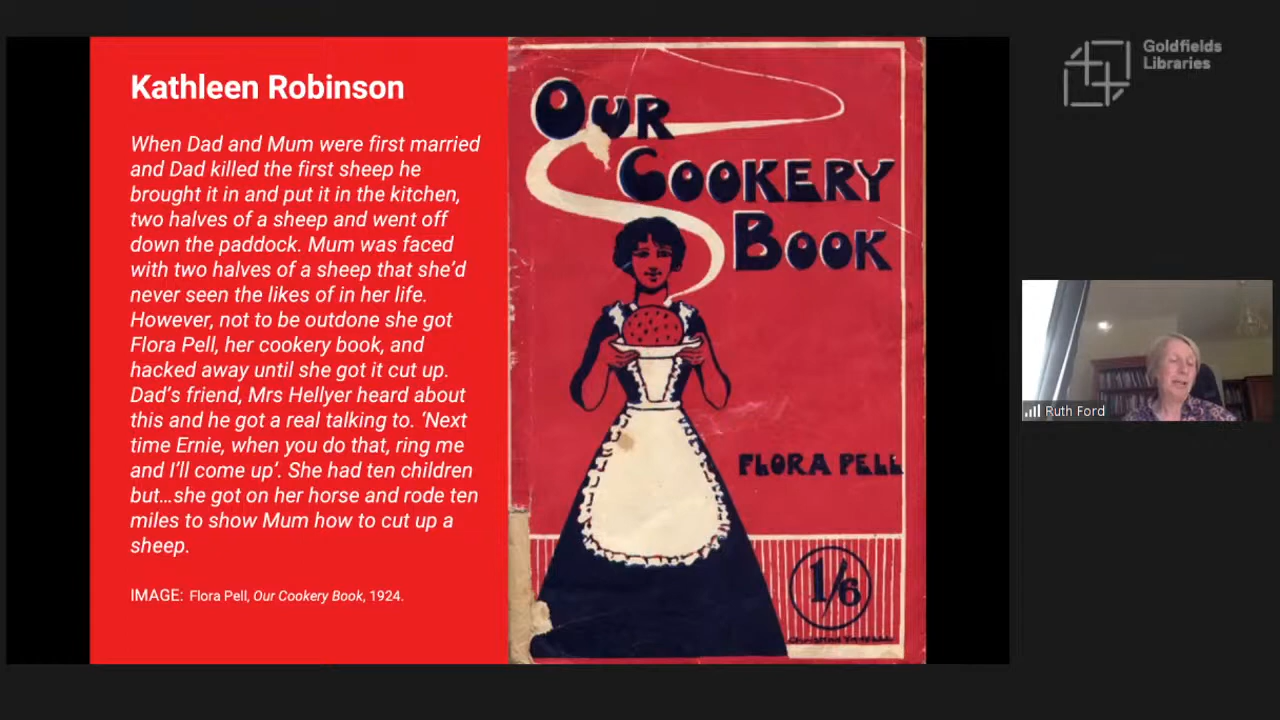 Kathleen Robinson
When Dad and Mum were first married
and Dad killed the first sheep he
brought it in and put it in the kitchen,
two halves of a sheep and went off
down the paddock. Mum was faced
with two halves of a sheep that she’d
never seen the likes of in her life.
However, not to be outdone she got
Flora Pell, her cookery book, and
hacked away until she got it cut up.
Dad’s friend, Mrs Hellyer heard about
this and he got a real talking to. ‘Next
time Ernie, when you do that, ring me
and I’ll come up’. She had ten children
but...she got on her horse and rode ten
miles to show Mum how to cut up a
sheep.
IMAGE: Flora Pell, Our Cookery Book, 1924.
OUR
COOKERY
BOOK
FLORA PELL
1/6
Goldfields
Libraries
Ruth Ford